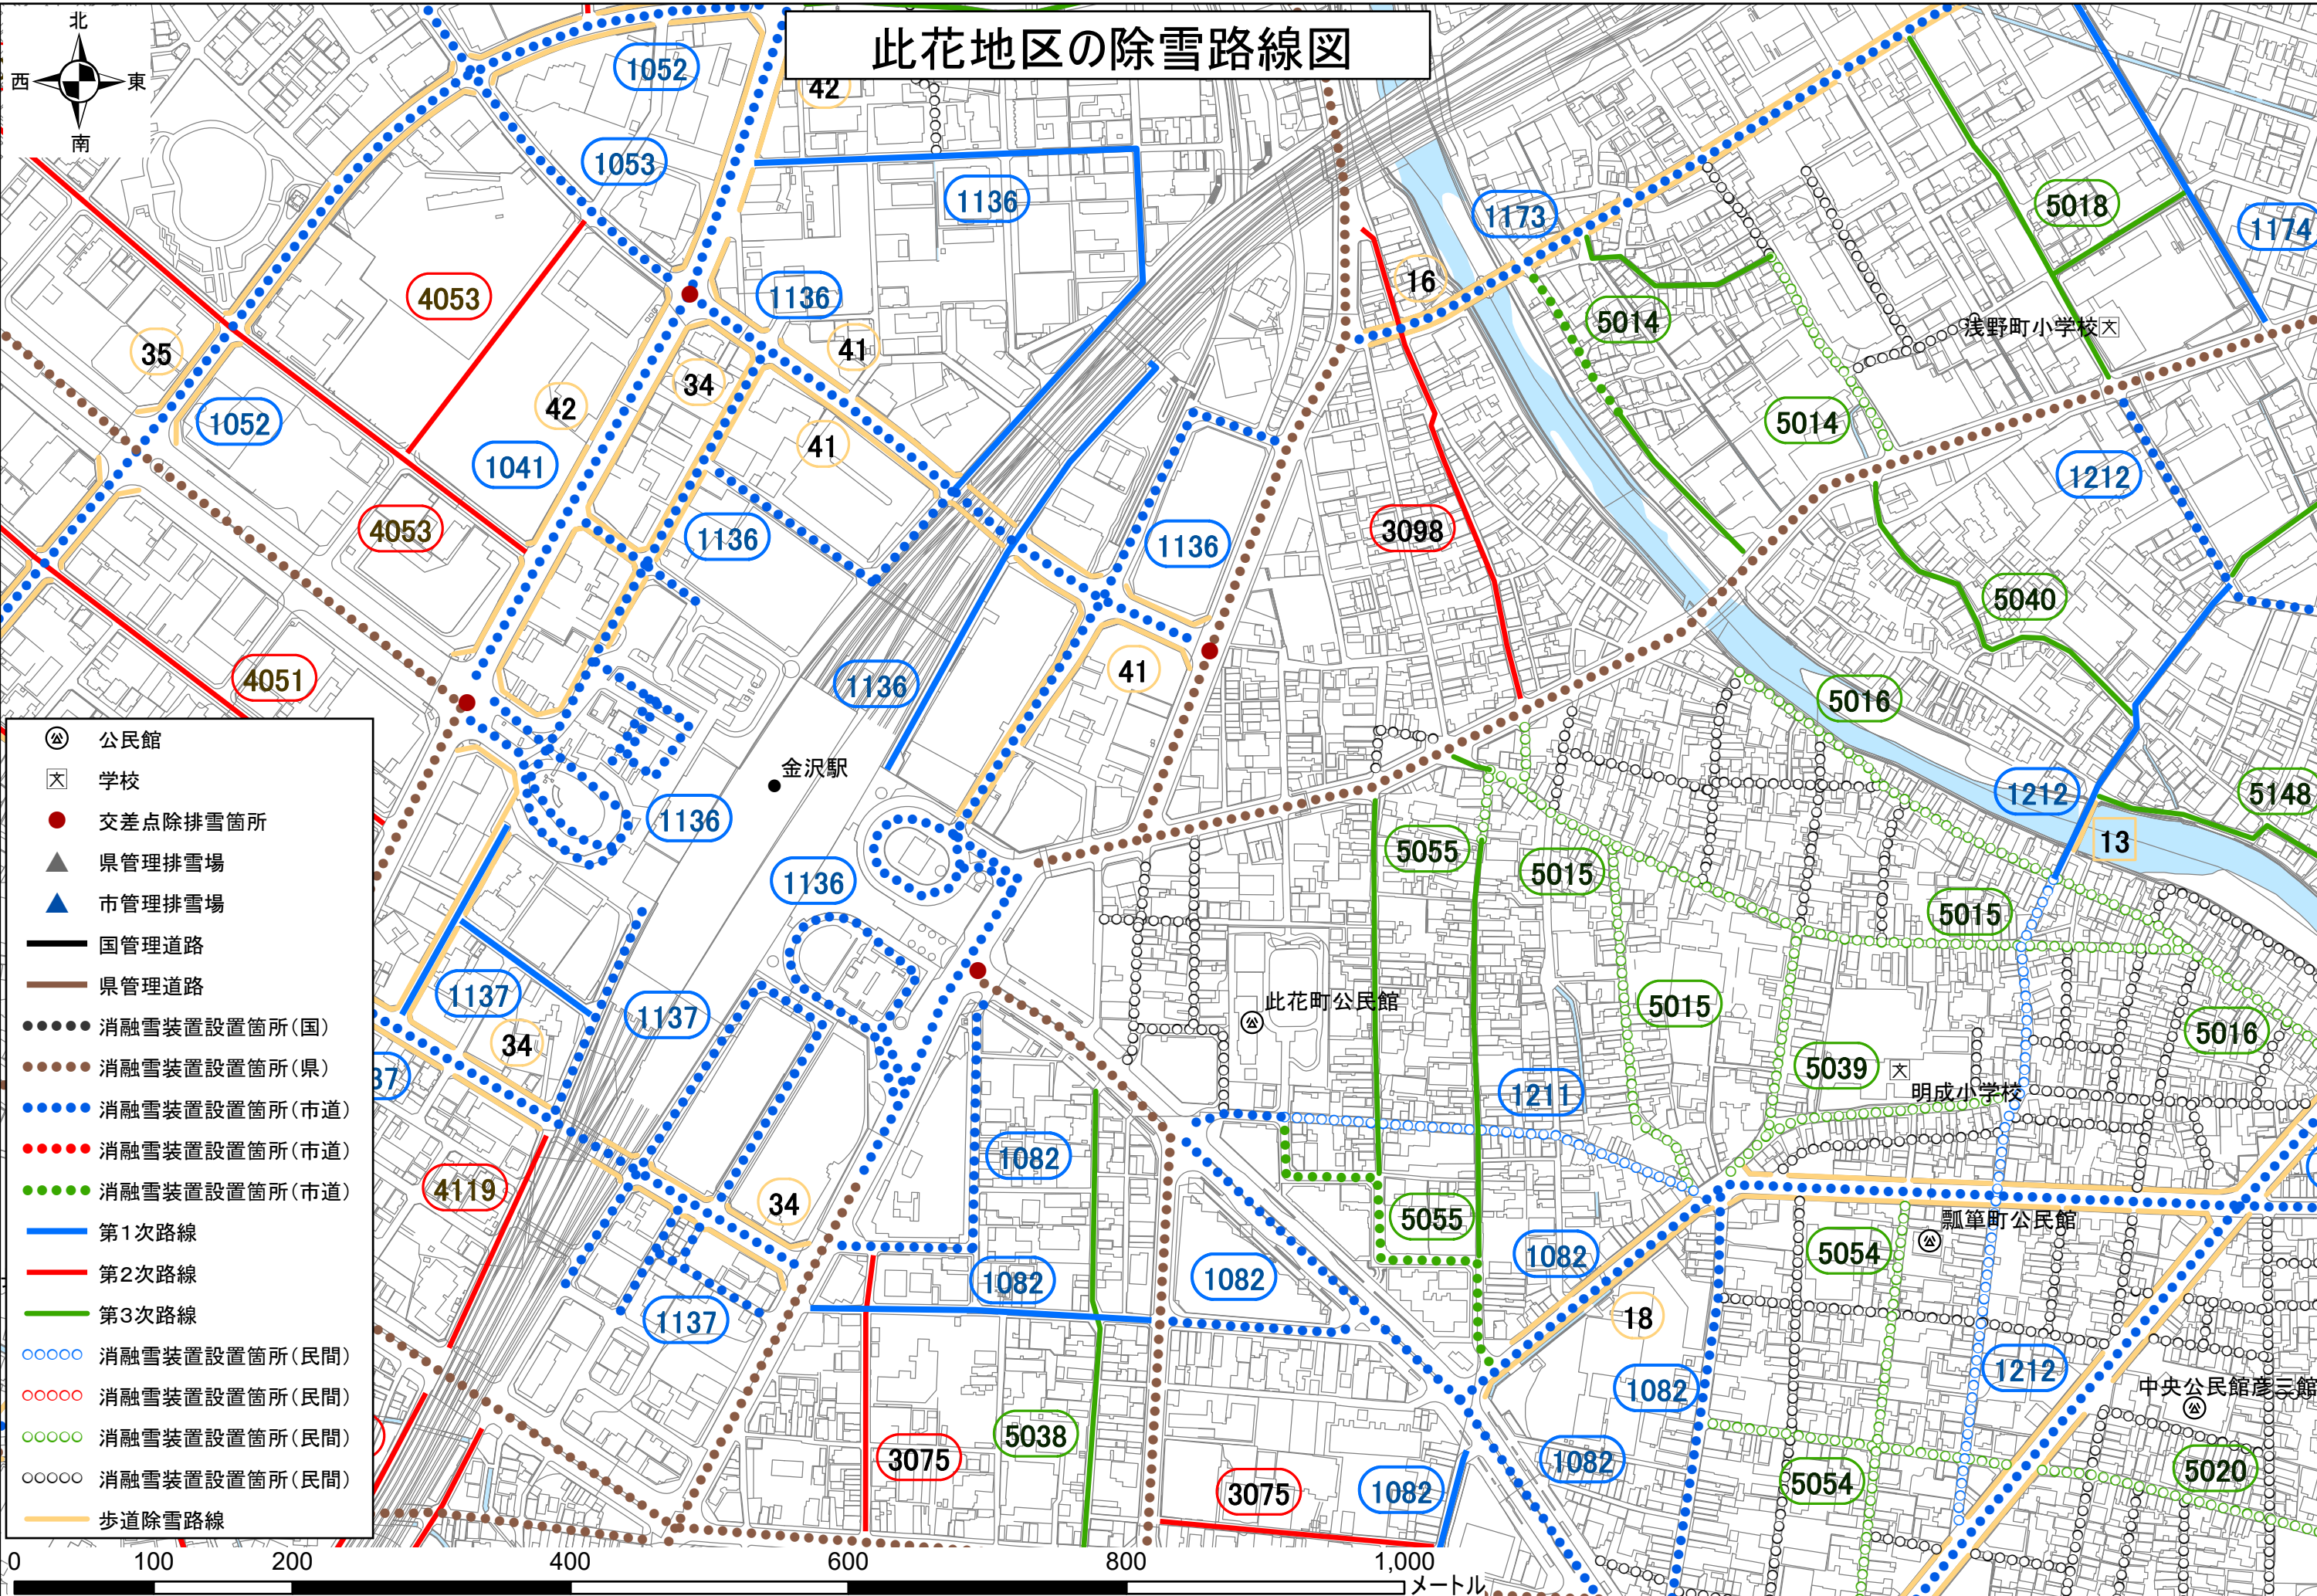 此花地区の除雪路線図
北
西
東
南
1052
42
1053
1136
1173
5018
1174
4053
1136
16
5014
浅野町小学校
文
35
41
34
42
1052
41
5014
1041
1212
4053
1136
1136
3098
5040
4051
1136
41
5016
金沢駅
1136
1212
5148
13
5055
5015
1136
5015
1137
1137
此花町公民館
5015
5016
34
37
5039
文
明成小学校
1211
1082
4119
34
5055
瓢箪町公民館
1082
5054
1082
1082
1137
18
1212
1082
中央公民館彦三館
5038
3075
1082
5020
3075
1082
5054
公民館
文 学校
交差点除排雪箇所
県管理排雪場
市管理排雪場
国管理道路
県管理道路
消融雪装置設置箇所(国)
消融雪装置設置箇所(県)
消融雪装置設置箇所(市道)
消融雪装置設置箇所(市道)
消融雪装置設置箇所(市道)
第1次路線
第2次路線
第3次路線
消融雪装置設置箇所(民間)
消融雪装置設置箇所(民間)
消融雪装置設置箇所(民間)
消融雪装置設置箇所(民間)
歩道除雪路線
0 100 200 400 600 800 1,000
メートル